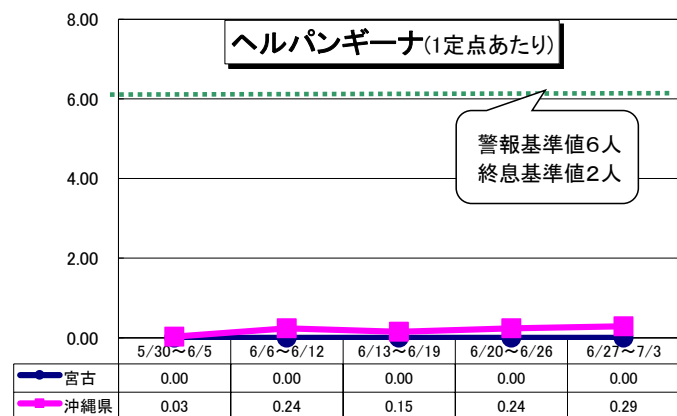 ヘルパンギーナ(1定点あたり)
8.00
6.00
4.00
2.00
0.00
警報基準値6人
終息基準値2人
5/30～6/5 6/6～6/12 6/13～6/19 6/20～6/26 6/27～7/3
宮古 0.00 0.00 0.00 0.00 0.00
沖縄県 0.03 0.24 0.15 0.24 0.29